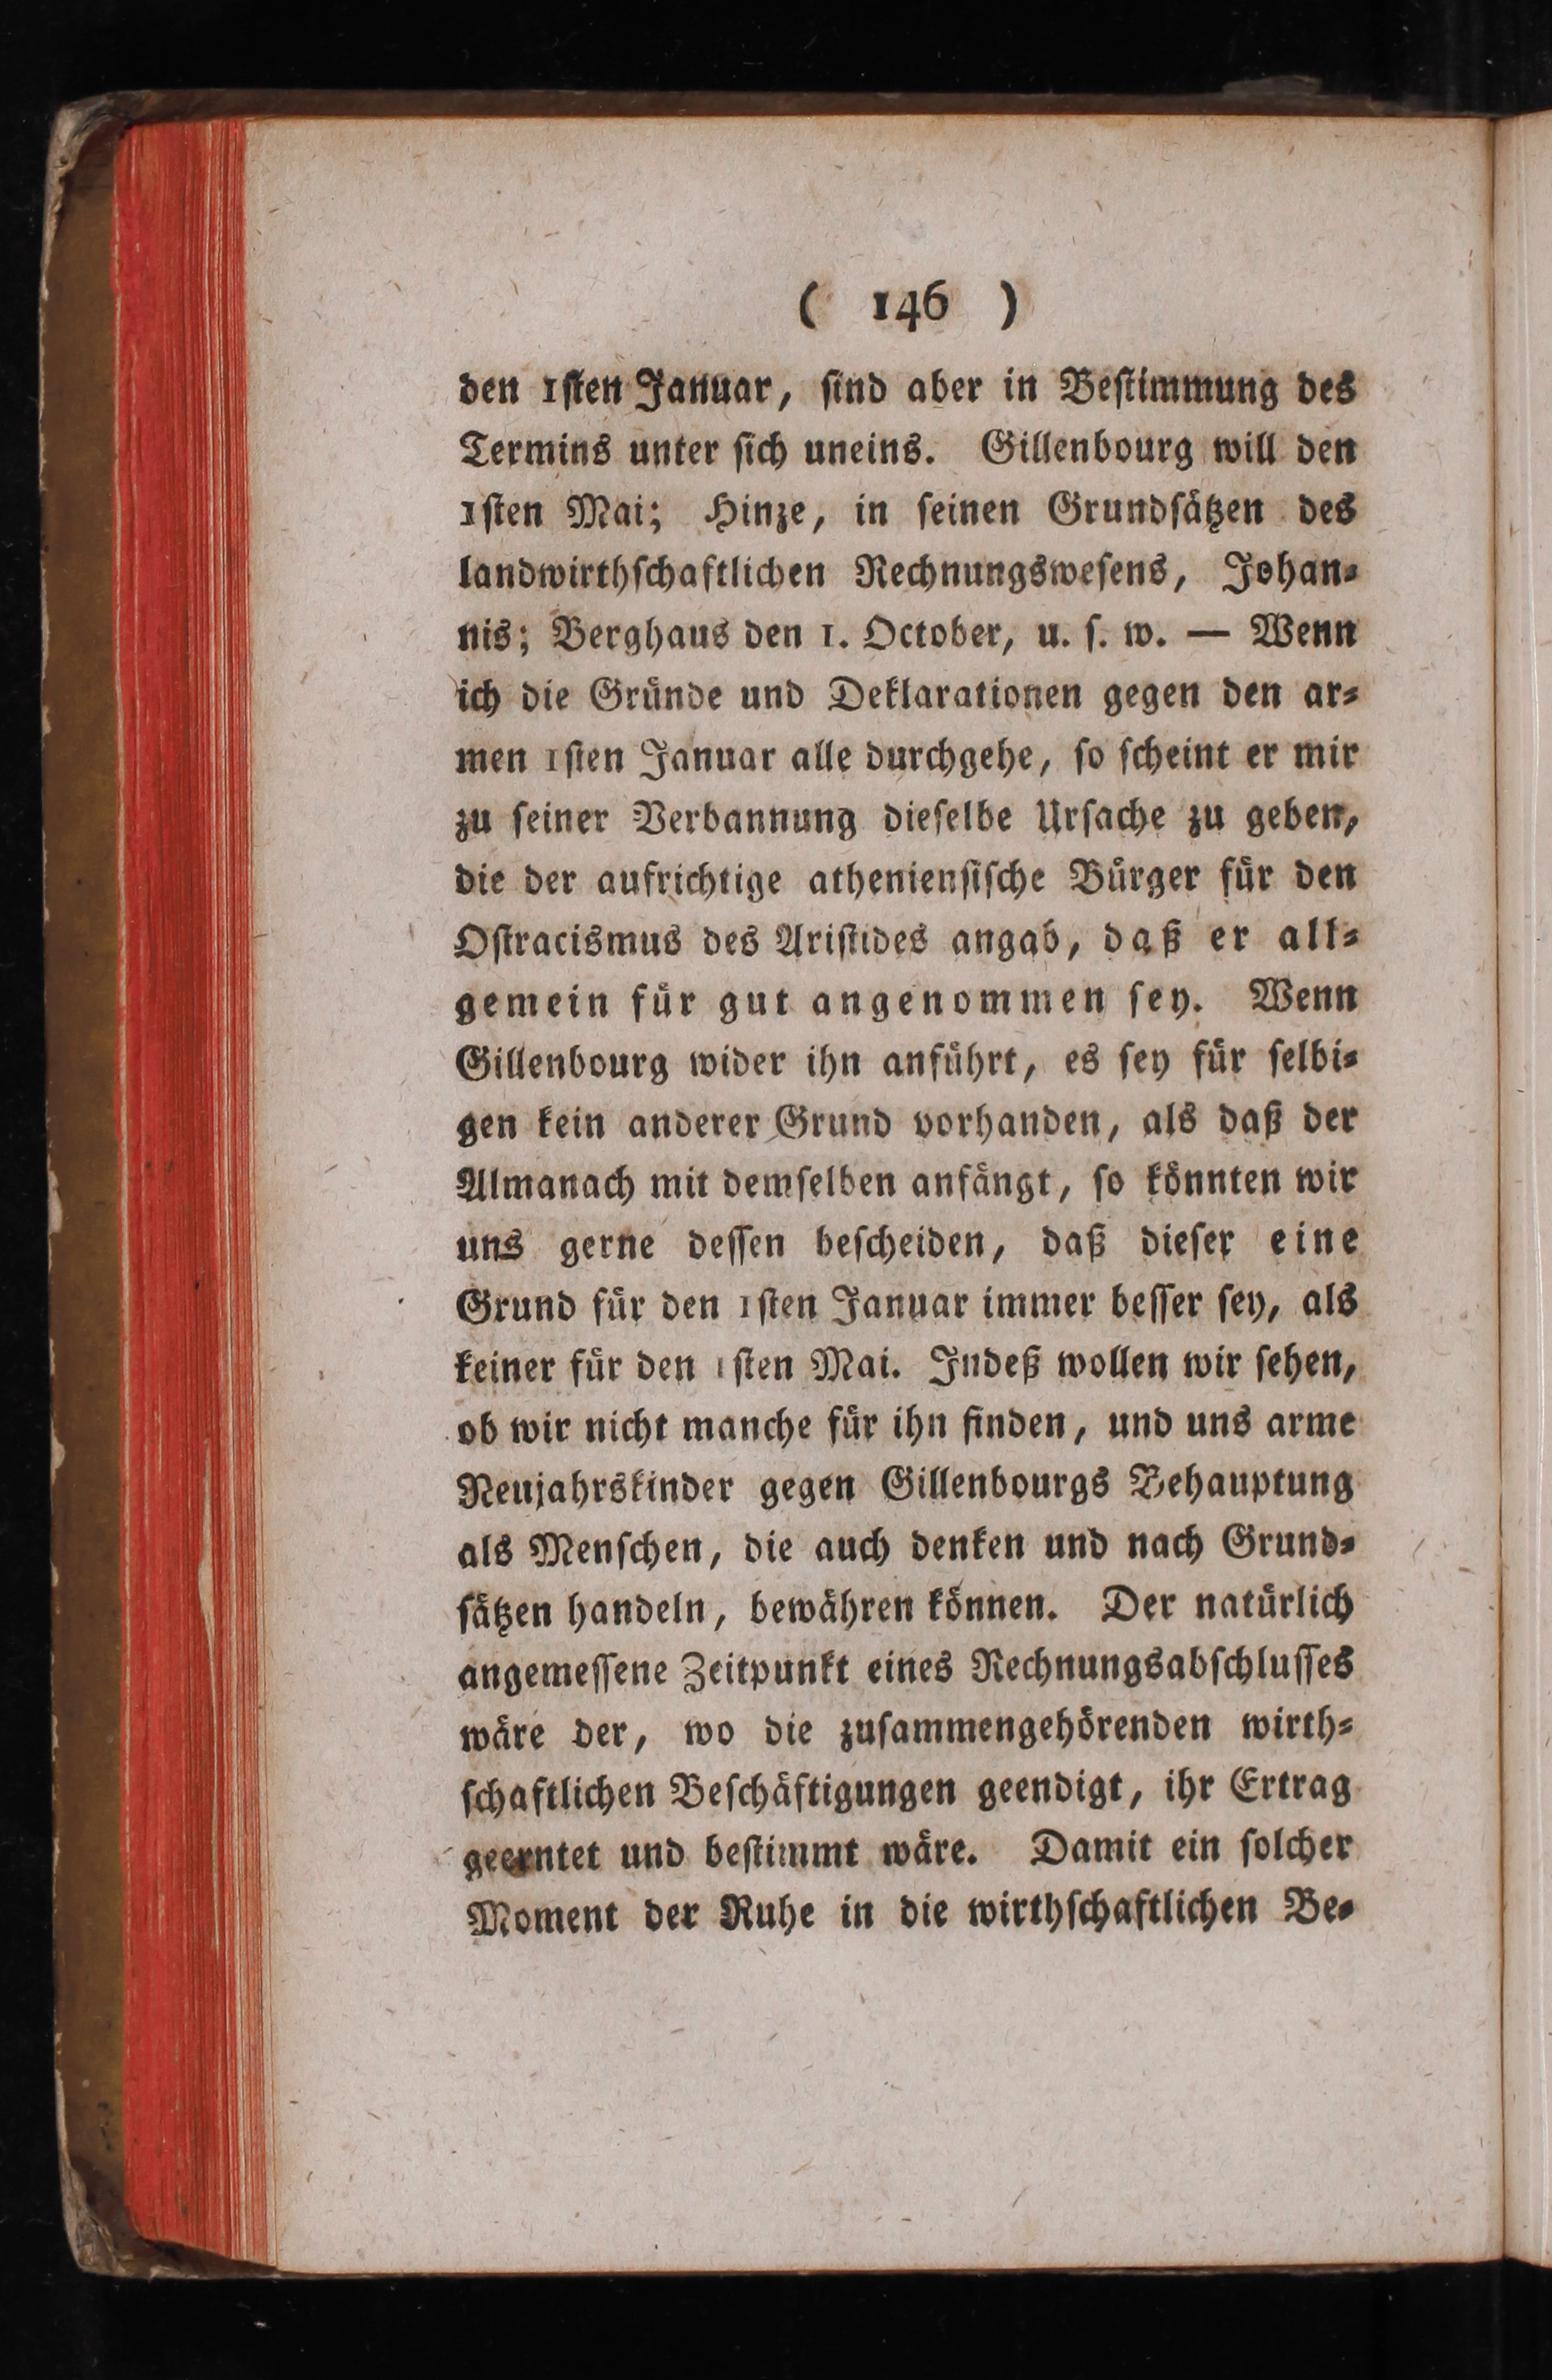 ( 146 )
den 1ſten Januar, ſind aber in Beſtimmung des
Termins unter ſich uneins. Gillenbourg will den
1ſten Mai; Hinze, in ſeinen Grundſätzen des
landwirthſchaftlichen Rechnungsweſens, Johan⸗
nis; Berghaus den 1. October, u. ſ. w. — Wenn
ich die Gründe und Deklarationen gegen den ar⸗
men 1ſten Januar alle durchgehe, ſo ſcheint er mir
zu ſeiner Verbannung dieſelbe Urſache zu geben,
die der aufrichtige athenienſiſche Bürger für den
Oſtracismus des Ariſtides angab, daß er all⸗
gemein für gut angenommen ſey. Wenn
Gillenbourg wider ihn anführt, es ſey für ſelbi⸗
gen kein anderer Grund vorhanden, als daß der
Almanach mit demſelben anfängt, ſo könnten wir
uns gerne deſſen beſcheiden, daß dieſer eine
Grund für den 1ſten Januar immer beſſer ſey, als
keiner für den 1ſten Mai. Indeß wollen wir ſehen,
ob wir nicht manche für ihn finden, und uns arme
Neujahrskinder gegen Gillenbourgs Behauptung
als Menſchen, die auch denken und nach Grund⸗
ſätzen handeln, bewähren können. Der natürlich
angemeſſene Zeitpunkt eines Rechnungsabſchluſſes
wäre der, wo die zuſammengehörenden wirth⸗
ſchaftlichen Beſchäftigungen geendigt, ihr Ertrag
geerntet und beſtimmt wäre. Damit ein ſolcher
Moment der Ruhe in die wirthſchaftlichen Be⸗